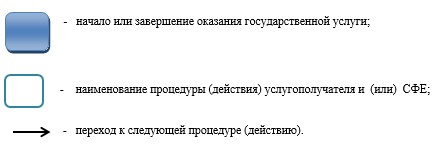 - начало или завершение оказания государственной услуги;
- наименование процедуры (действия) услугополучателя и (или) СФЕ;
- переход к следующей процедуре (действию).